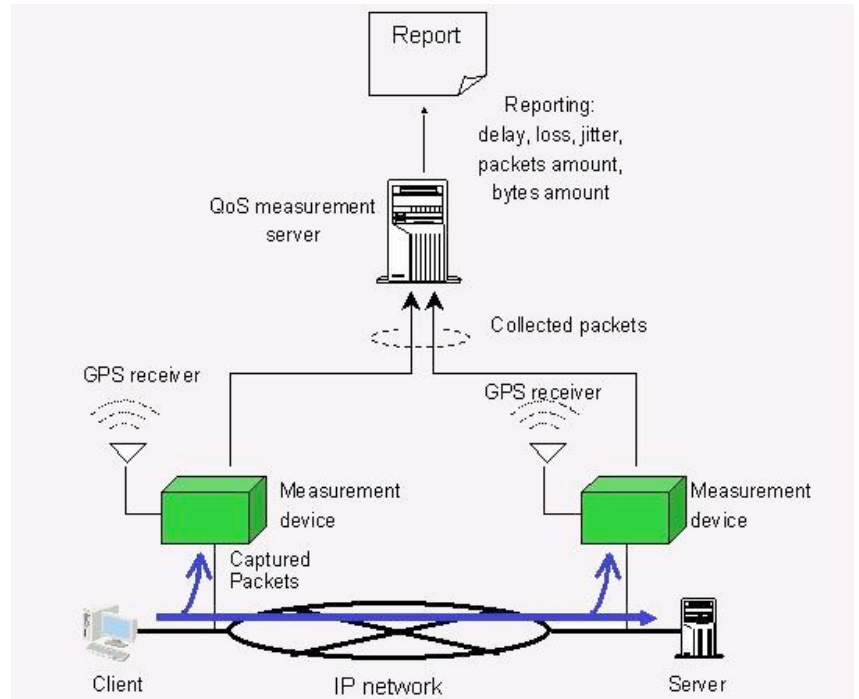 Report
Reporting:
delay, loss, jitter,
packets amount,
bytes amount
QoS measurement
server
Collected packets
GPS receiver
GPS receiver
Measurement
device
Measurement
device
Captured
Packets
Client
IP network
Server